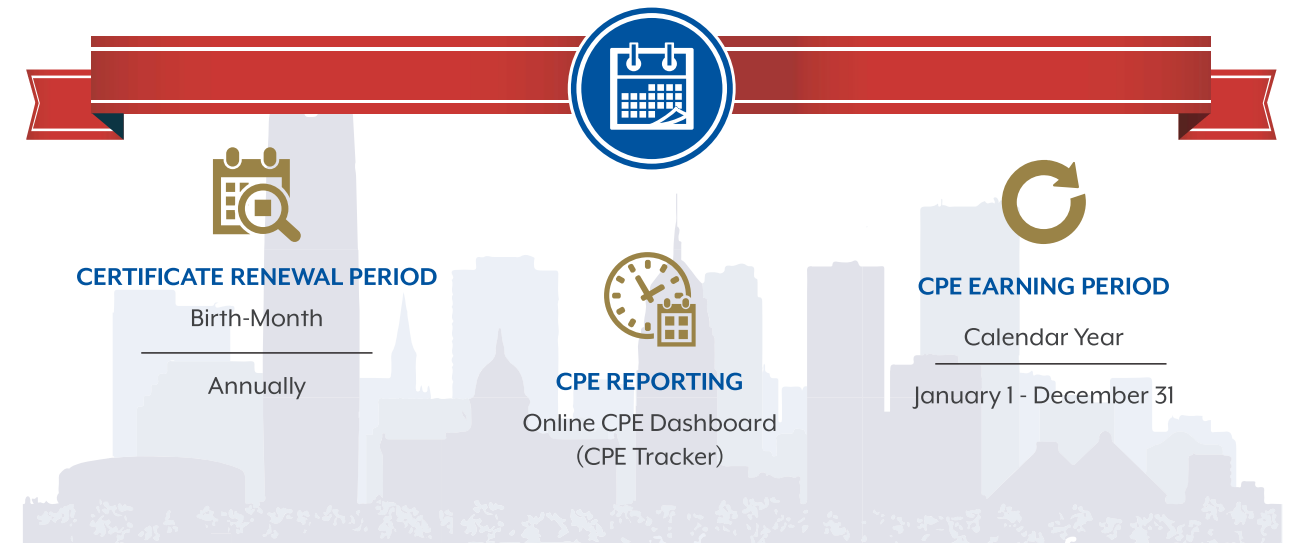 CERTIFICATE RENEWAL PERIOD
Birth-Month
Annually
CPE REPORTING
Online CPE Dashboard
(CPE Tracker)
CPE EARNING PERIOD
Calendar Year
January 1 - December 31